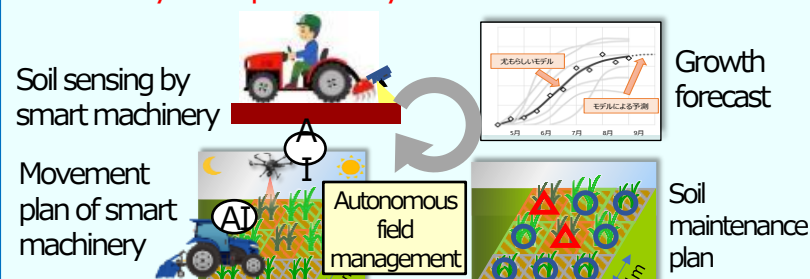 Soil sensing by
smart machinery
尤もらしいモデル
モデルによる予測
5月 6月 7月 8月 9月
Growth
forecast
A
I
Movement
plan of smart
machinery
AI
Autonomous
field
management
Soil
maintenance
plan